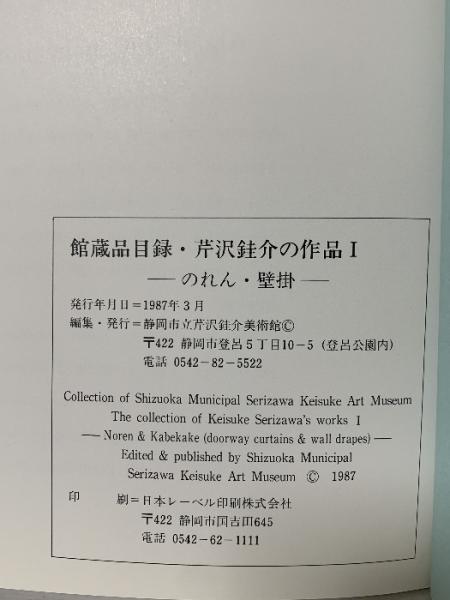 館蔵品目録・芹沢銈介の作品Ⅰ
—のれん・壁掛—
発行年月日=1987年3月
編集・発行=静岡市立芹沢銈介美術館©
〒422 静岡市登呂5丁目10-5(登呂公園内)
電話 0542-82-5522
Collection of Shizuoka Municipal Serizawa Keisuke Art Museum
The collection of Keisuke Serizawa's works I
—Noren & Kabekake (doorway curtains & wall drapes)—
Edited & published by Shizuoka Municipal
Serizawa Keisuke Art Museum © 1987
印 刷=日本レーベル印刷株式会社
〒422 静岡市国吉田645
電話 0542-62-1111